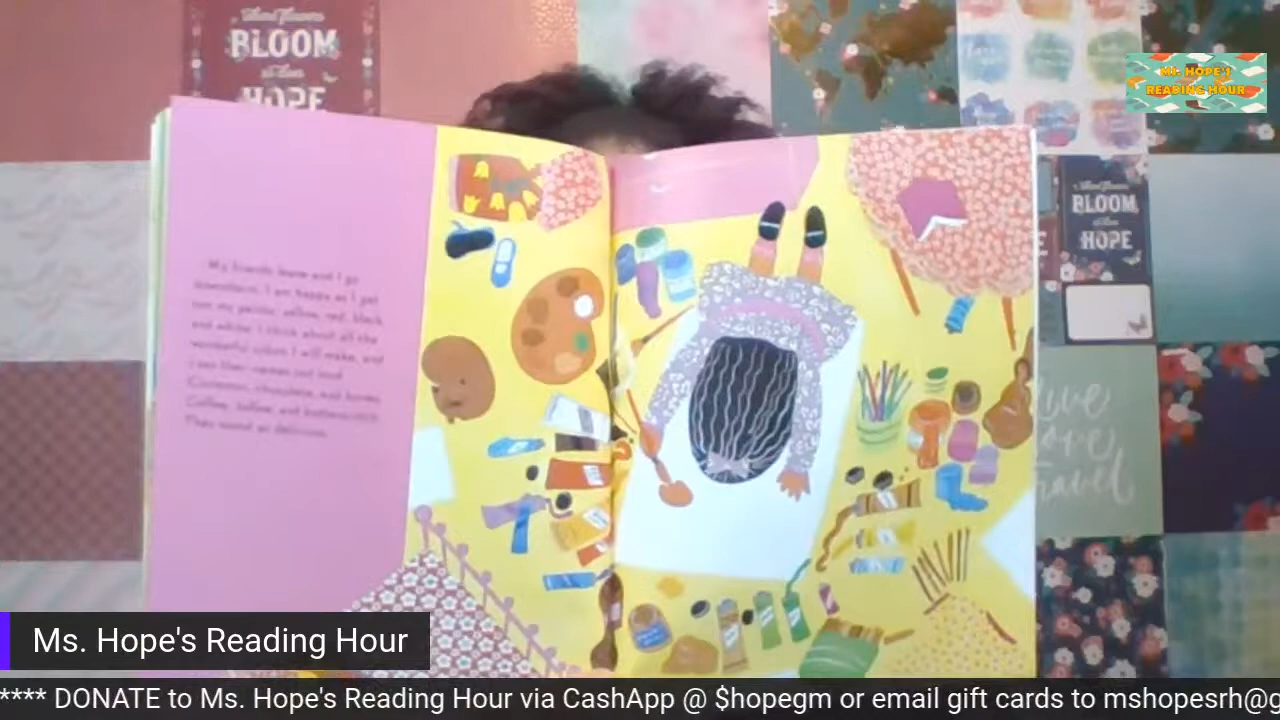 BLOOM
HOPE
MS. HOPE'S
READING HOUR
My friends leave and I go
downstairs. I am happy as I get
out my paints: yellow, red, black,
and white. I think about all the
wonderful colors I will make, and
I say their names out loud
Cinnamon, chocolate, and honey.
Coffee, toffee, and butterscotch.
They sound so delicious.
BLOOM
HOPE
Ms. Hope's Reading Hour
**** DONATE to Ms. Hope's Reading Hour via CashApp @ $hopegm or email gift cards to mshopesrh@g